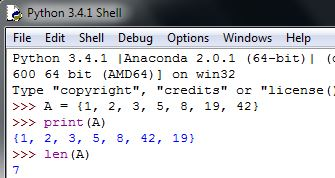 Python 3.4.1 Shell
File Edit Shell Debug Options Windows Help
Python 3.4.1 |Anaconda 2.0.1 (64-bit)| (
600 64 bit (AMD64)] on win32
Type "copyright", "credits" or "license()
>>> A = {1, 2, 3, 5, 8, 19, 42}
>>> print(A)
{1, 2, 3, 5, 8, 42, 19}
>>> len(A)
7